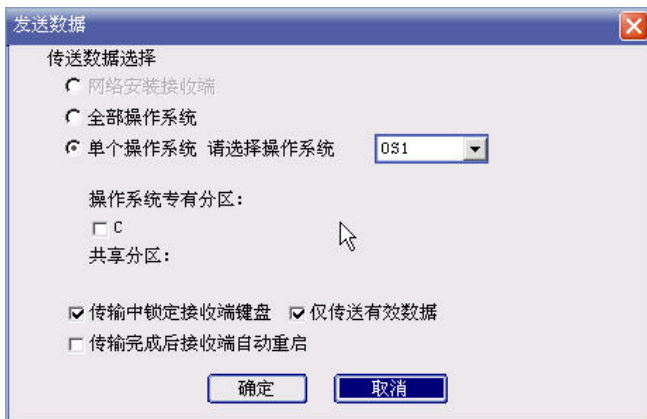 发送数据
传送数据选择
网络安装接收端
全部操作系统
单个操作系统 请选择操作系统 OS1
操作系统专有分区：
C
共享分区：
传输中锁定接收端键盘 仅传送有效数据
传输完成后接收端自动重启
确定 取消